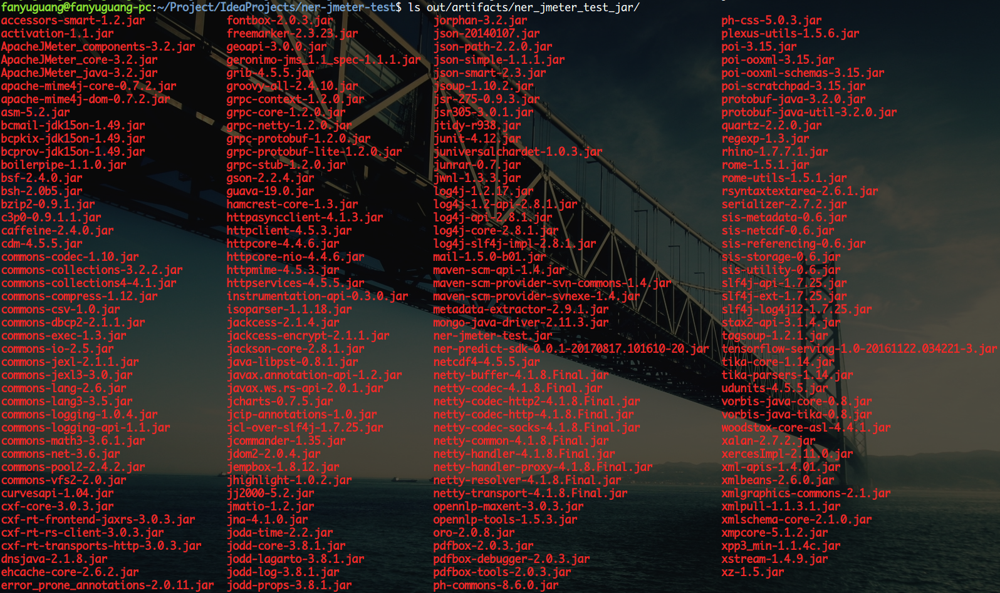 fanyuguang@fanyuguang-pc:~/Project/IdeaProjects/ner-jmeter-test$ ls out/artifacts/ner_jmeter_test_jar/
accessors-smart-1.2.jar fontbox-2.0.3.jar jorphan-3.2.jar ph-css-5.0.3.jar
activation-1.1.jar freemarker-2.3.23.jar json-20140107.jar plexus-utils-1.5.6.jar
ApacheJMeter_components-3.2.jar geoapi-3.0.0.jar json-path-2.2.0.jar poi-3.15.jar
ApacheJMeter_core-3.2.jar geronimo-jms_1.1_spec-1.1.1.jar json-simple-1.1.1.jar poi-ooxml-3.15.jar
ApacheJMeter_java-3.2.jar grib-4.5.5.jar json-smart-2.3.jar poi-ooxml-schemas-3.15.jar
apache-mime4j-core-0.7.2.jar groovy-all-2.4.10.jar jsoup-1.10.2.jar poi-scratchpad-3.15.jar
apache-mime4j-dom-0.7.2.jar grpc-context-1.2.0.jar jsr-275-0.9.3.jar protobuf-java-3.2.0.jar
asm-5.2.jar grpc-core-1.2.0.jar jsr305-3.0.1.jar protobuf-java-util-3.2.0.jar
bcmail-jdk15on-1.49.jar grpc-netty-1.2.0.jar jtidy-r938.jar quartz-2.2.0.jar
bcpkix-jdk15on-1.49.jar grpc-protobuf-1.2.0.jar junit-4.12.jar regexp-1.3.jar
bcprov-jdk15on-1.49.jar grpc-protobuf-lite-1.2.0.jar juniversalchardet-1.0.3.jar rhino-1.7.7.1.jar
boilerpipe-1.1.0.jar grpc-stub-1.2.0.jar junrar-0.7.jar rome-1.5.1.jar
bsf-2.4.0.jar gson-2.2.4.jar jwnl-1.3.3.jar rome-utils-1.5.1.jar
bsh-2.0b5.jar guava-19.0.jar log4j-1.2.17.jar rsyntaxtextarea-2.6.1.jar
bzip2-0.9.1.jar hamcrest-core-1.3.jar log4j-1.2-api-2.8.1.jar serializer-2.7.2.jar
c3p0-0.9.1.1.jar httpasyncclient-4.1.3.jar log4j-api-2.8.1.jar sis-metadata-0.6.jar
caffeine-2.4.0.jar httpclient-4.5.3.jar log4j-core-2.8.1.jar sis-netcdf-0.6.jar
cdm-4.5.5.jar httpcore-4.4.6.jar log4j-slf4j-impl-2.8.1.jar sis-referencing-0.6.jar
commons-codec-1.10.jar httpcore-nio-4.4.6.jar mail-1.5.0-b01.jar sis-storage-0.6.jar
commons-collections-3.2.2.jar httpmime-4.5.3.jar maven-scm-api-1.4.jar sis-utility-0.6.jar
commons-collections4-4.1.jar httpservices-4.5.5.jar maven-scm-provider-svn-commons-1.4.jar slf4j-api-1.7.25.jar
commons-compress-1.12.jar instrumentation-api-0.3.0.jar maven-scm-provider-svnexe-1.4.jar slf4j-ext-1.7.25.jar
commons-csv-1.0.jar isoparser-1.1.18.jar metadata-extractor-2.9.1.jar slf4j-log4j12-1.7.25.jar
commons-dbcp2-2.1.1.jar jackcess-2.1.4.jar mongo-java-driver-2.11.3.jar stax2-api-3.1.4.jar
commons-exec-1.3.jar jackcess-encrypt-2.1.1.jar ner-jmeter-test.jar tagsoup-1.2.1.jar
commons-io-2.5.jar jackson-core-2.8.1.jar ner-predict-sdk-0.0.1-20170817.101610-20.jar tensorflow-serving-1.0-20161122.034221-3.jar
commons-jexl-2.1.1.jar java-libpst-0.8.1.jar netcdf4-4.5.5.jar tika-core-1.14.jar
commons-jexl3-3.0.jar javax.annotation-api-1.2.jar netty-buffer-4.1.8.Final.jar tika-parsers-1.14.jar
commons-lang-2.6.jar javax.ws.rs-api-2.0.1.jar netty-codec-4.1.8.Final.jar udunits-4.5.5.jar
commons-lang3-3.5.jar jcharts-0.7.5.jar netty-codec-http2-4.1.8.Final.jar vorbis-java-core-0.8.jar
commons-logging-1.0.4.jar jcip-annotations-1.0.jar netty-codec-http-4.1.8.Final.jar vorbis-java-tika-0.8.jar
commons-logging-api-1.1.jar jcl-over-slf4j-1.7.25.jar netty-codec-socks-4.1.8.Final.jar woodstox-core-asl-4.4.1.jar
commons-math3-3.6.1.jar jcommander-1.35.jar netty-common-4.1.8.Final.jar xalan-2.7.2.jar
commons-net-3.6.jar jdom2-2.0.4.jar netty-handler-4.1.8.Final.jar xercesImpl-2.11.0.jar
commons-pool2-2.4.2.jar jempbox-1.8.12.jar netty-handler-proxy-4.1.8.Final.jar xml-apis-1.4.01.jar
commons-vfs2-2.0.jar jhighlight-1.0.2.jar netty-resolver-4.1.8.Final.jar xmlbeans-2.6.0.jar
curvesapi-1.04.jar jj2000-5.2.jar netty-transport-4.1.8.Final.jar xmlgraphics-commons-2.1.jar
cxf-core-3.0.3.jar jmatio-1.2.jar opennlp-maxent-3.0.3.jar xmlpull-1.1.3.1.jar
cxf-rt-frontend-jaxrs-3.0.3.jar jna-4.1.0.jar opennlp-tools-1.5.3.jar xmlschema-core-2.1.0.jar
cxf-rt-rs-client-3.0.3.jar joda-time-2.2.jar oro-2.0.8.jar xmpcore-5.1.2.jar
cxf-rt-transports-http-3.0.3.jar jodd-core-3.8.1.jar pdfbox-2.0.3.jar xpp3_min-1.1.4c.jar
dnsjava-2.1.8.jar jodd-lagarto-3.8.1.jar pdfbox-debugger-2.0.3.jar xstream-1.4.9.jar
ehcache-core-2.6.2.jar jodd-log-3.8.1.jar pdfbox-tools-2.0.3.jar xz-1.5.jar
error_prone_annotations-2.0.11.jar jodd-props-3.8.1.jar ph-commons-8.6.0.jar